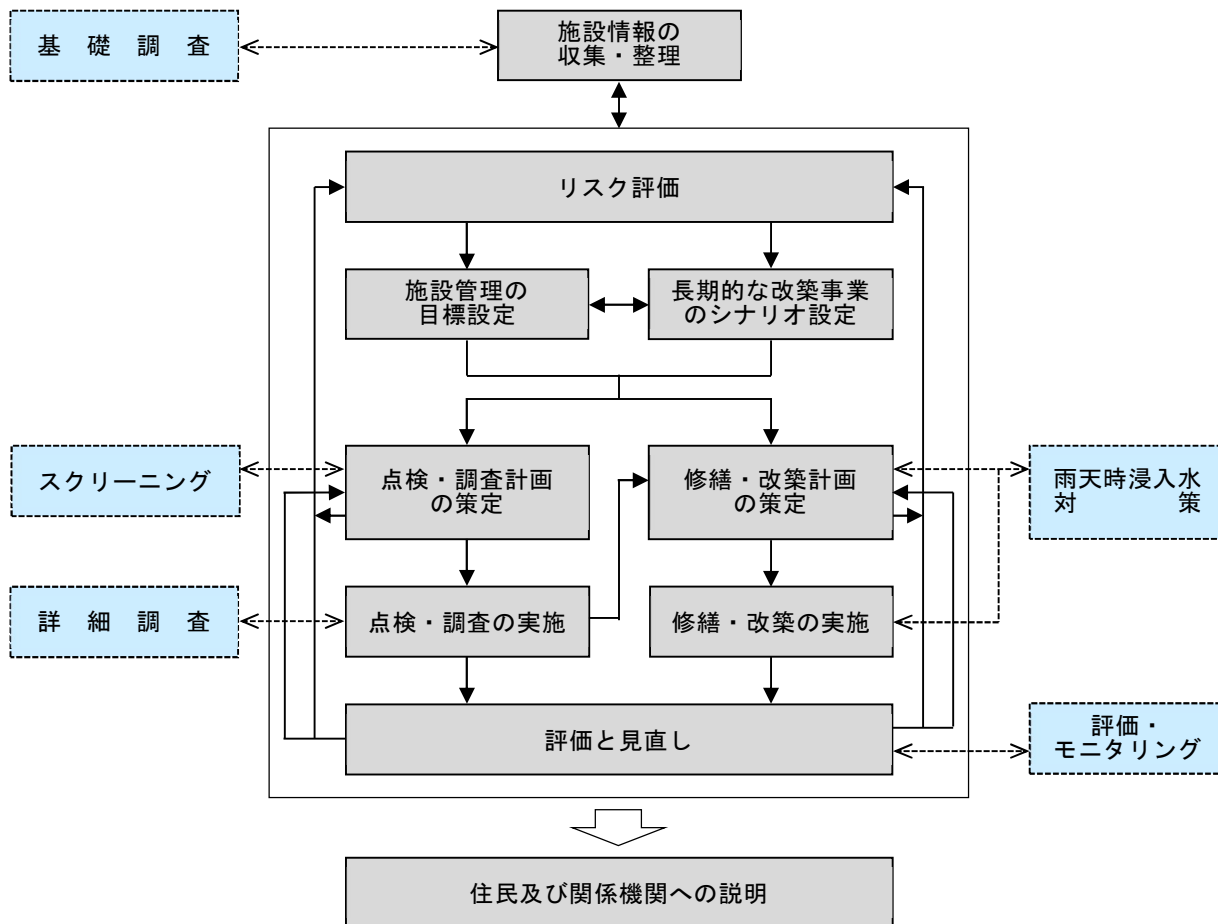 基 礎 調 査
施設情報の
収集・整理
リスク評価
施設管理の
目標設定
長期的な改築事業
のシナリオ設定
スクリーニング
点検・調査計画
の策定
修繕・改築計画
の策定
雨天時浸入水
対 策
詳 細 調 査
点検・調査の実施
修繕・改築の実施
評価と見直し
評価・
モニタリング
住民及び関係機関への説明